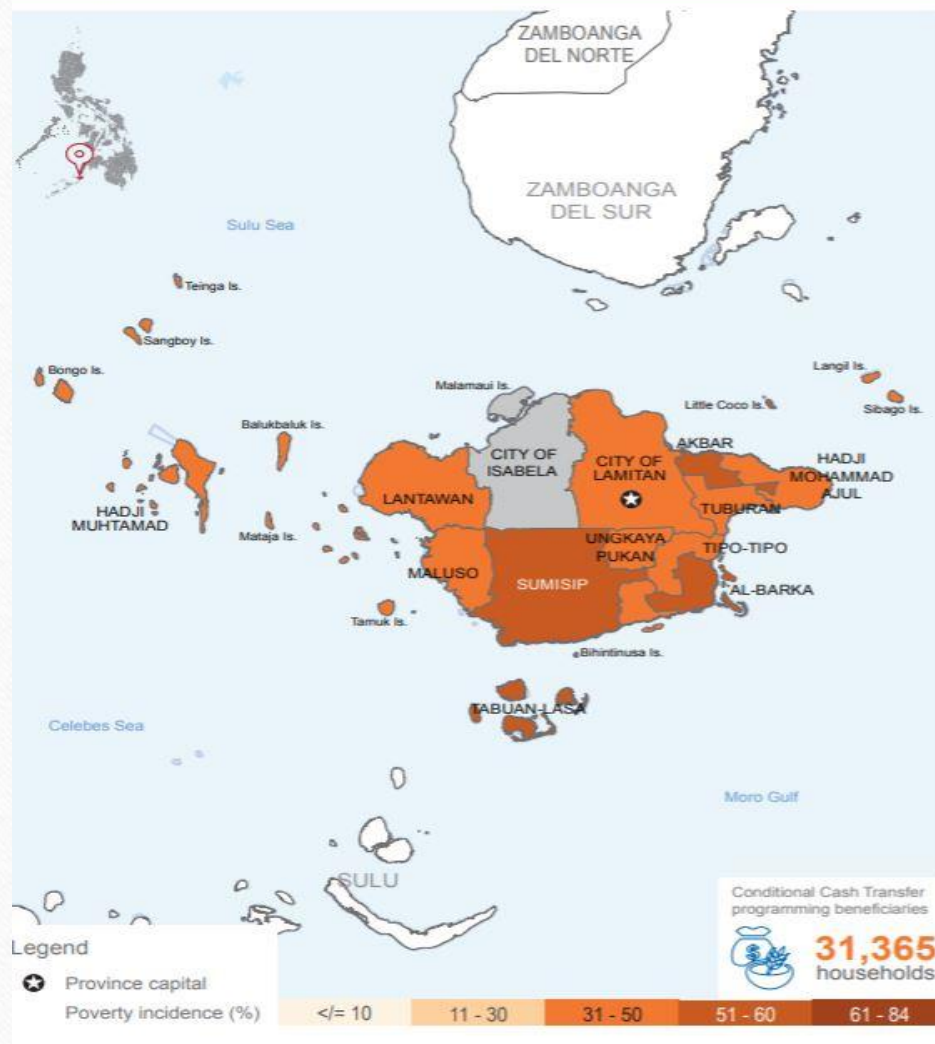 ZAMBOANGA
DEL NORTE
ZAMBOANGA
DEL SUR
Sulu Sea
Teinga Is.
Sangboy Is.
Bongo Is.
Langil Is.
Malamaui Is.
Little Coco Is.
Sibago Is.
Balukbaluk Is.
AKBAR
CITY OF
ISABELA
CITY OF
LAMITAN
HADJI
MOHAMMAD
AJUL
LANTAWAN
TUBURAN
HADJI
MUHTAMAD
Mataja Is.
UNGKAYA
PUKAN
TIPO-TIPO
MALUSO
SUMISIP
AL-BARKA
Tamuk Is.
Bihintinusa Is.
TABUAN-LASA
Celebes Sea
Moro Gulf
SULU
Conditional Cash Transfer
programming beneficiaries
31,365
households
Legend
Province capital
Poverty incidence (%) </= 10 11 - 30 31 - 50 51 - 60 61 - 84